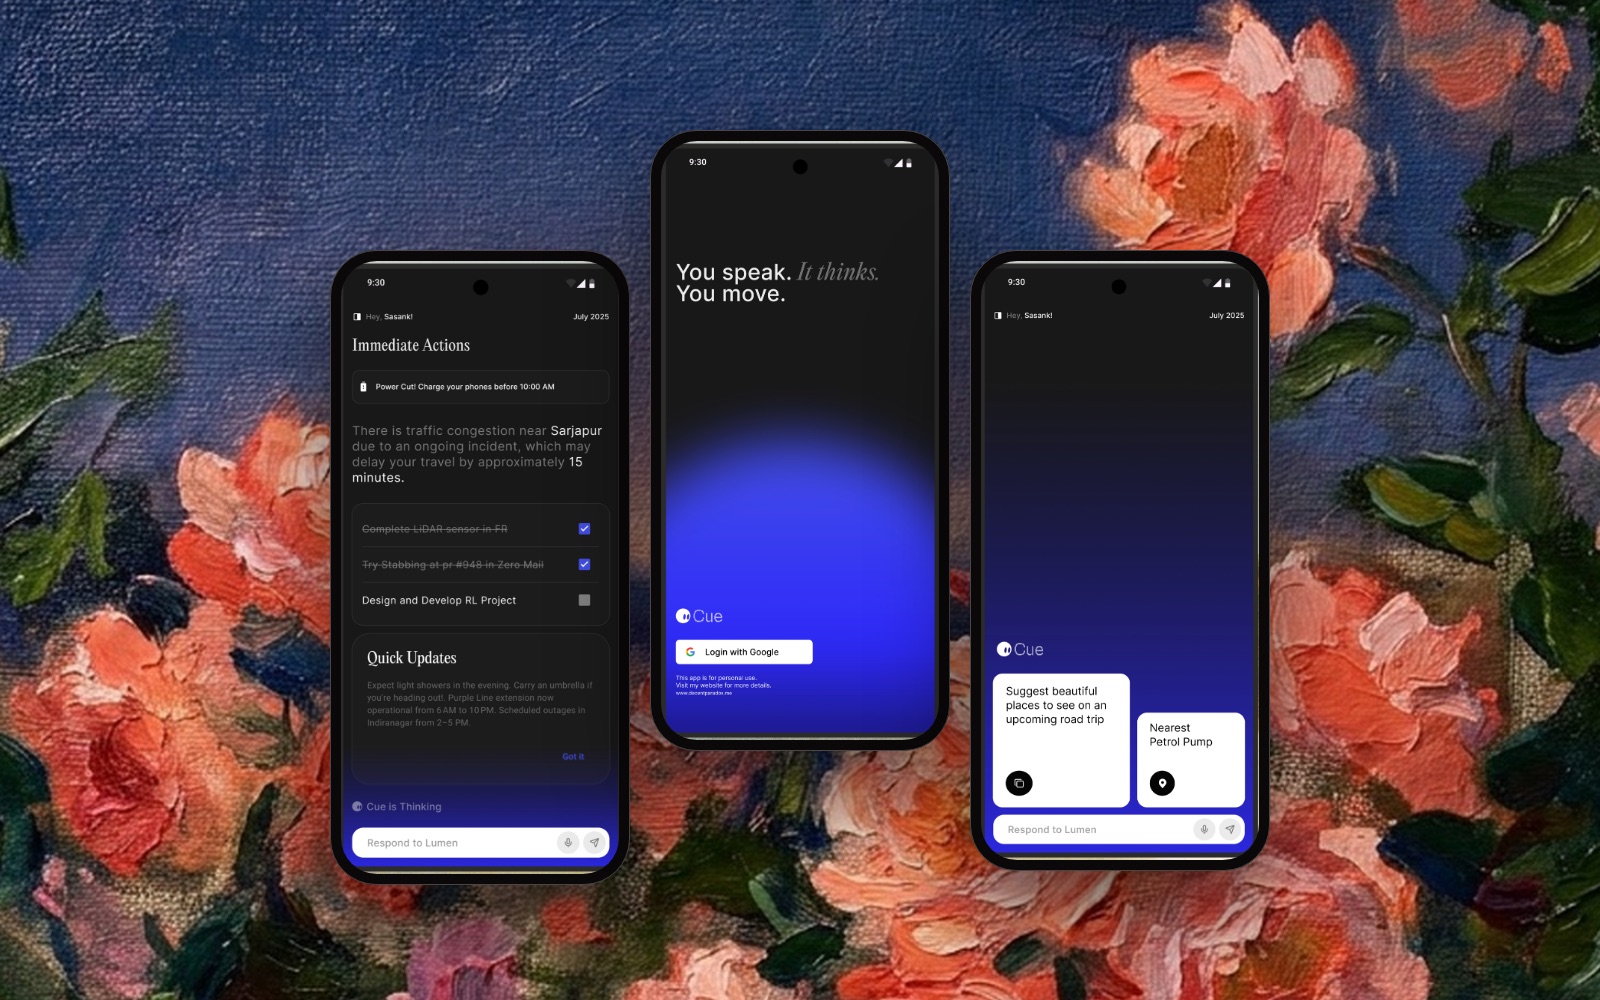 9:30
Hey, Sasank!
July 2025
Immediate Actions
Power Cut! Charge your phones before 10:00 AM
There is traffic congestion near Sarjapur
due to an ongoing incident, which may
delay your travel by approximately 15
minutes.
Complete LiDAR sensor in FR
Try Stabbing at pr #948 in Zero Mail
Design and Develop RL Project
Quick Updates
Expect light showers in the evening. Carry an umbrella if
you're heading out!. Purple Line extension now
operational from 6 AM to 10 PM. Scheduled outages in
Indiranagar from 2–5 PM.
Got it
Cue is Thinking
Respond to Lumen
9:30
You speak. It thinks.
You move.
Cue
Login with Google
This app is for personal use.
Visit my website for more details.
9:30
Hey, Sasank!
July 2025
Cue
Suggest beautiful
places to see on an
upcoming road trip
Nearest
Petrol Pump
Respond to Lumen